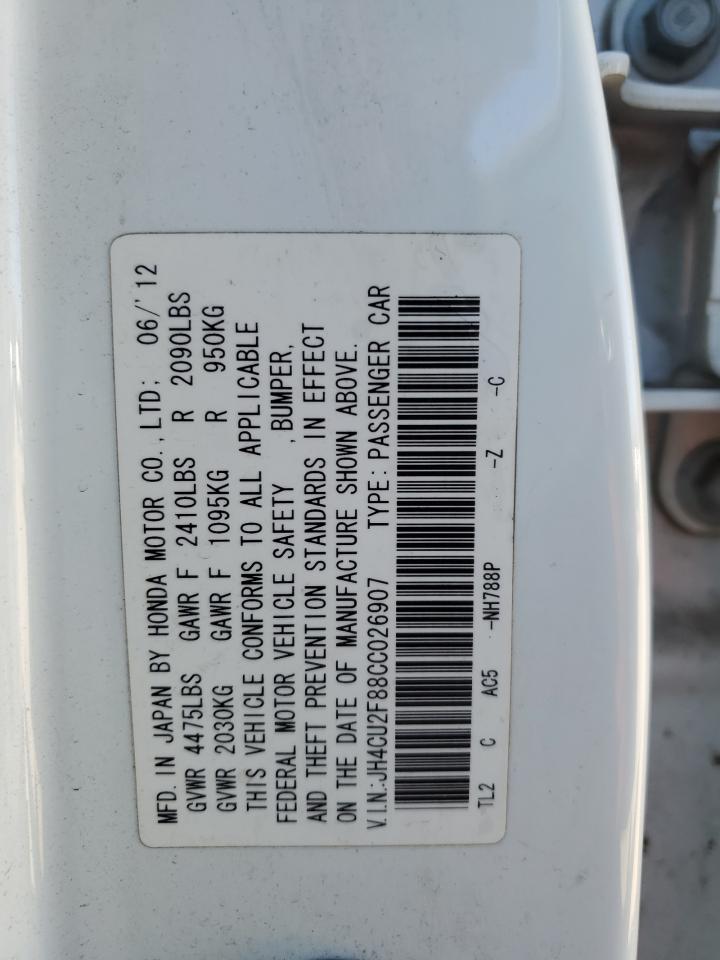 MFD. IN JAPAN BY HONDA MOTOR CO., LTD; 06/'12
GVWR 4475LBS GAWR F 2410LBS R 2090LBS
GVWR 2030KG GAWR F 1095KG R 950KG
THIS VEHICLE CONFORMS TO ALL APPLICABLE
FEDERAL MOTOR VEHICLE SAFETY , BUMPER,
AND THEFT PREVENTION STANDARDS IN EFFECT
ON THE DATE OF MANUFACTURE SHOWN ABOVE.
V.I.N.:JH4CU2F88CC026907 TYPE: PASSENGER CAR
TL2 C AC5 -NH788P -Z -C